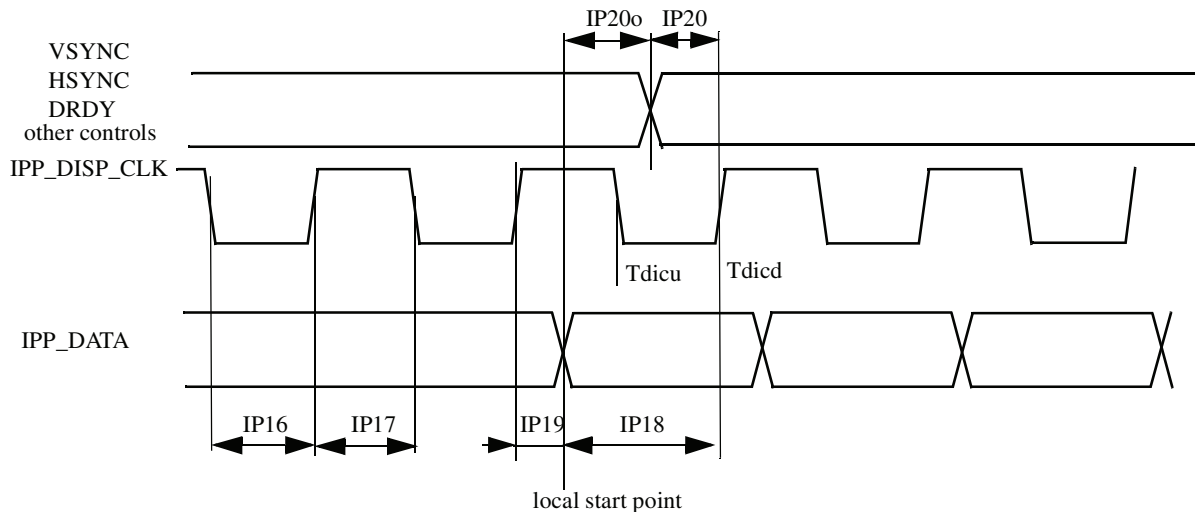 IP20o
IP20
VSYNC
HSYNC
DRDY
other controls
IPP_DISP_CLK
Tdicu
Tdicd
IPP_DATA
IP16
IP17
IP19
IP18
local start point